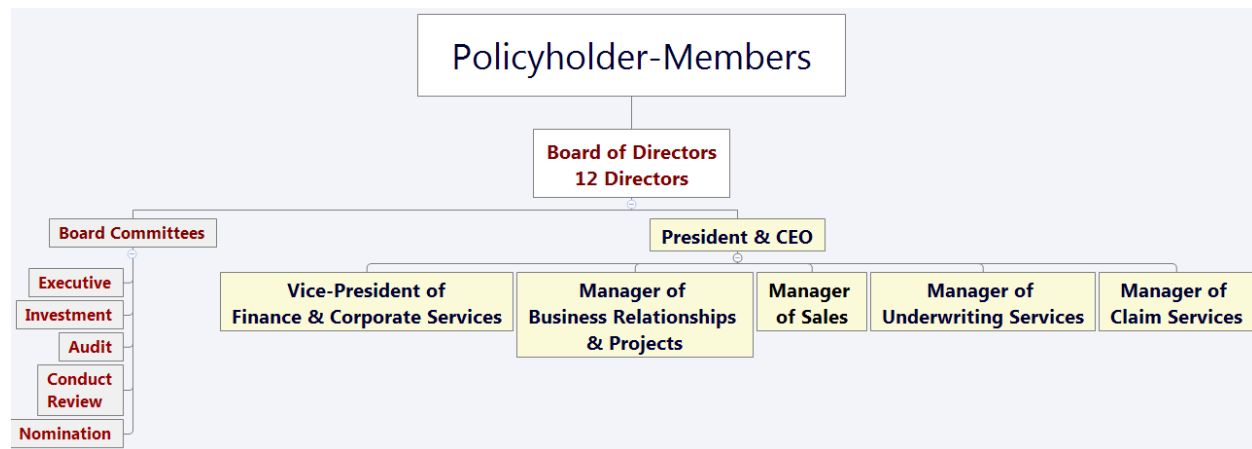 Policyholder-Members
Board of Directors
12 Directors
Board Committees
President & CEO
Executive
Investment
Audit
Conduct
Review
Nomination
Vice-President of
Finance & Corporate Services
Manager of
Business Relationships
& Projects
Manager
of Sales
Manager of
Underwriting Services
Manager of
Claim Services